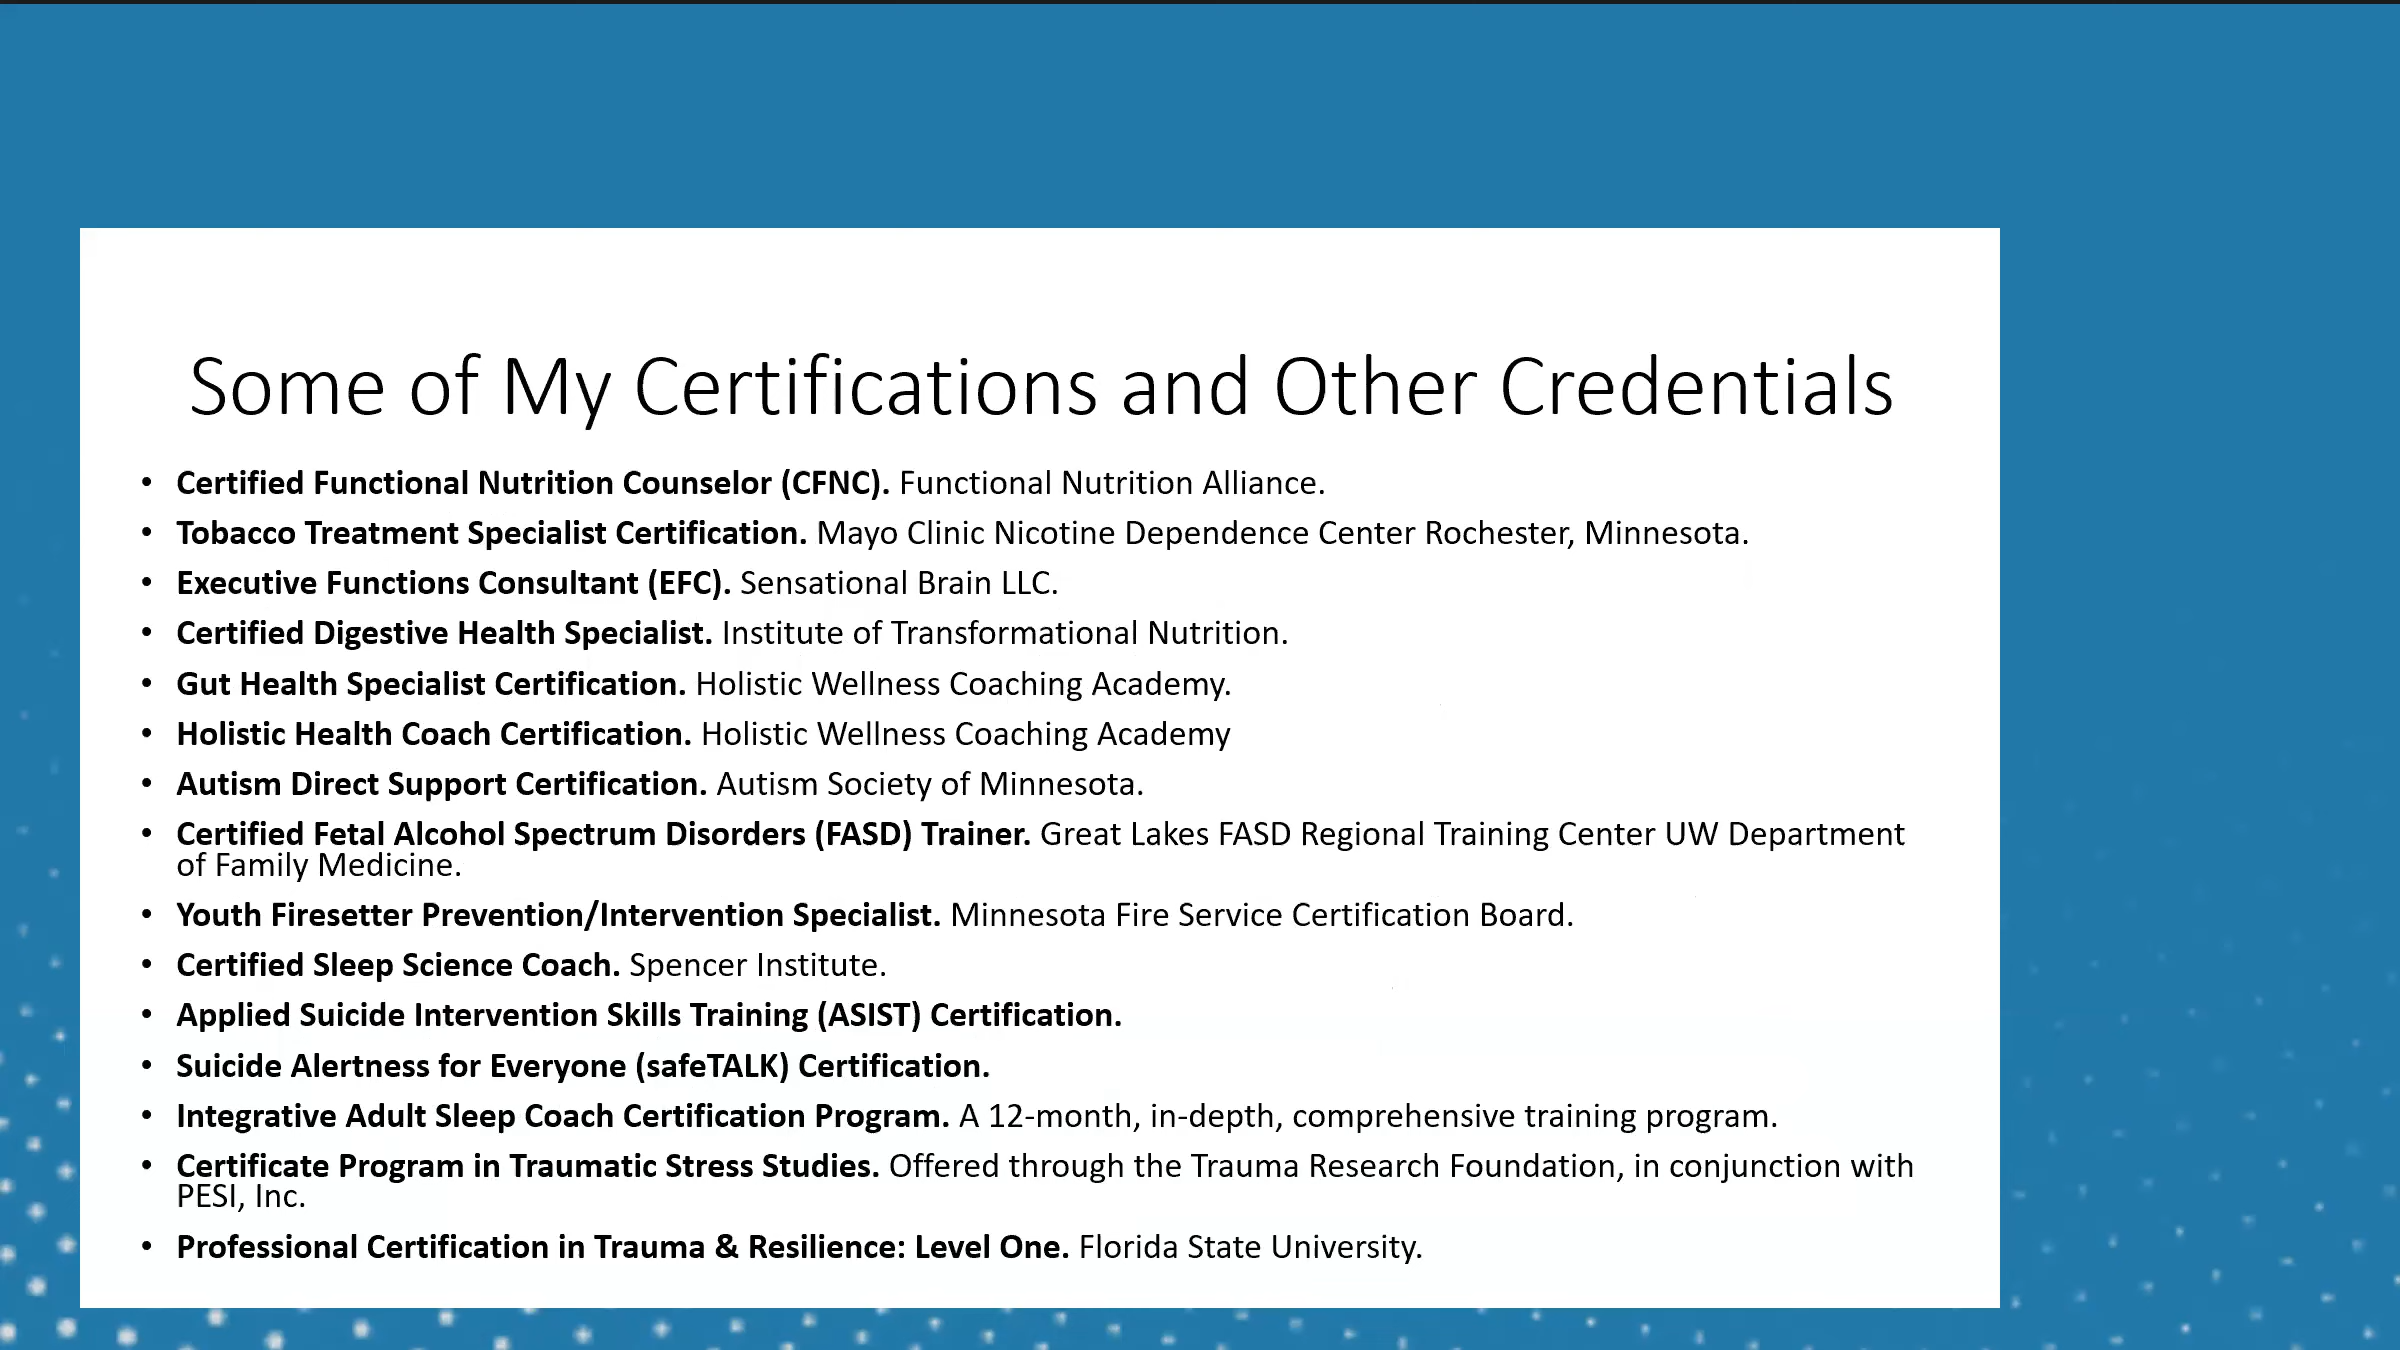 Some of My Certifications and Other Credentials
• Certified Functional Nutrition Counselor (CFNC). Functional Nutrition Alliance.
• Tobacco Treatment Specialist Certification. Mayo Clinic Nicotine Dependence Center Rochester, Minnesota.
• Executive Functions Consultant (EFC). Sensational Brain LLC.
• Certified Digestive Health Specialist. Institute of Transformational Nutrition.
• Gut Health Specialist Certification. Holistic Wellness Coaching Academy.
• Holistic Health Coach Certification. Holistic Wellness Coaching Academy
• Autism Direct Support Certification. Autism Society of Minnesota.
• Certified Fetal Alcohol Spectrum Disorders (FASD) Trainer. Great Lakes FASD Regional Training Center UW Department
of Family Medicine.
• Youth Firesetter Prevention/Intervention Specialist. Minnesota Fire Service Certification Board.
• Certified Sleep Science Coach. Spencer Institute.
• Applied Suicide Intervention Skills Training (ASIST) Certification.
• Suicide Alertness for Everyone (safeTALK) Certification.
• Integrative Adult Sleep Coach Certification Program. A 12-month, in-depth, comprehensive training program.
• Certificate Program in Traumatic Stress Studies. Offered through the Trauma Research Foundation, in conjunction with
PESI, Inc.
• Professional Certification in Trauma & Resilience: Level One. Florida State University.